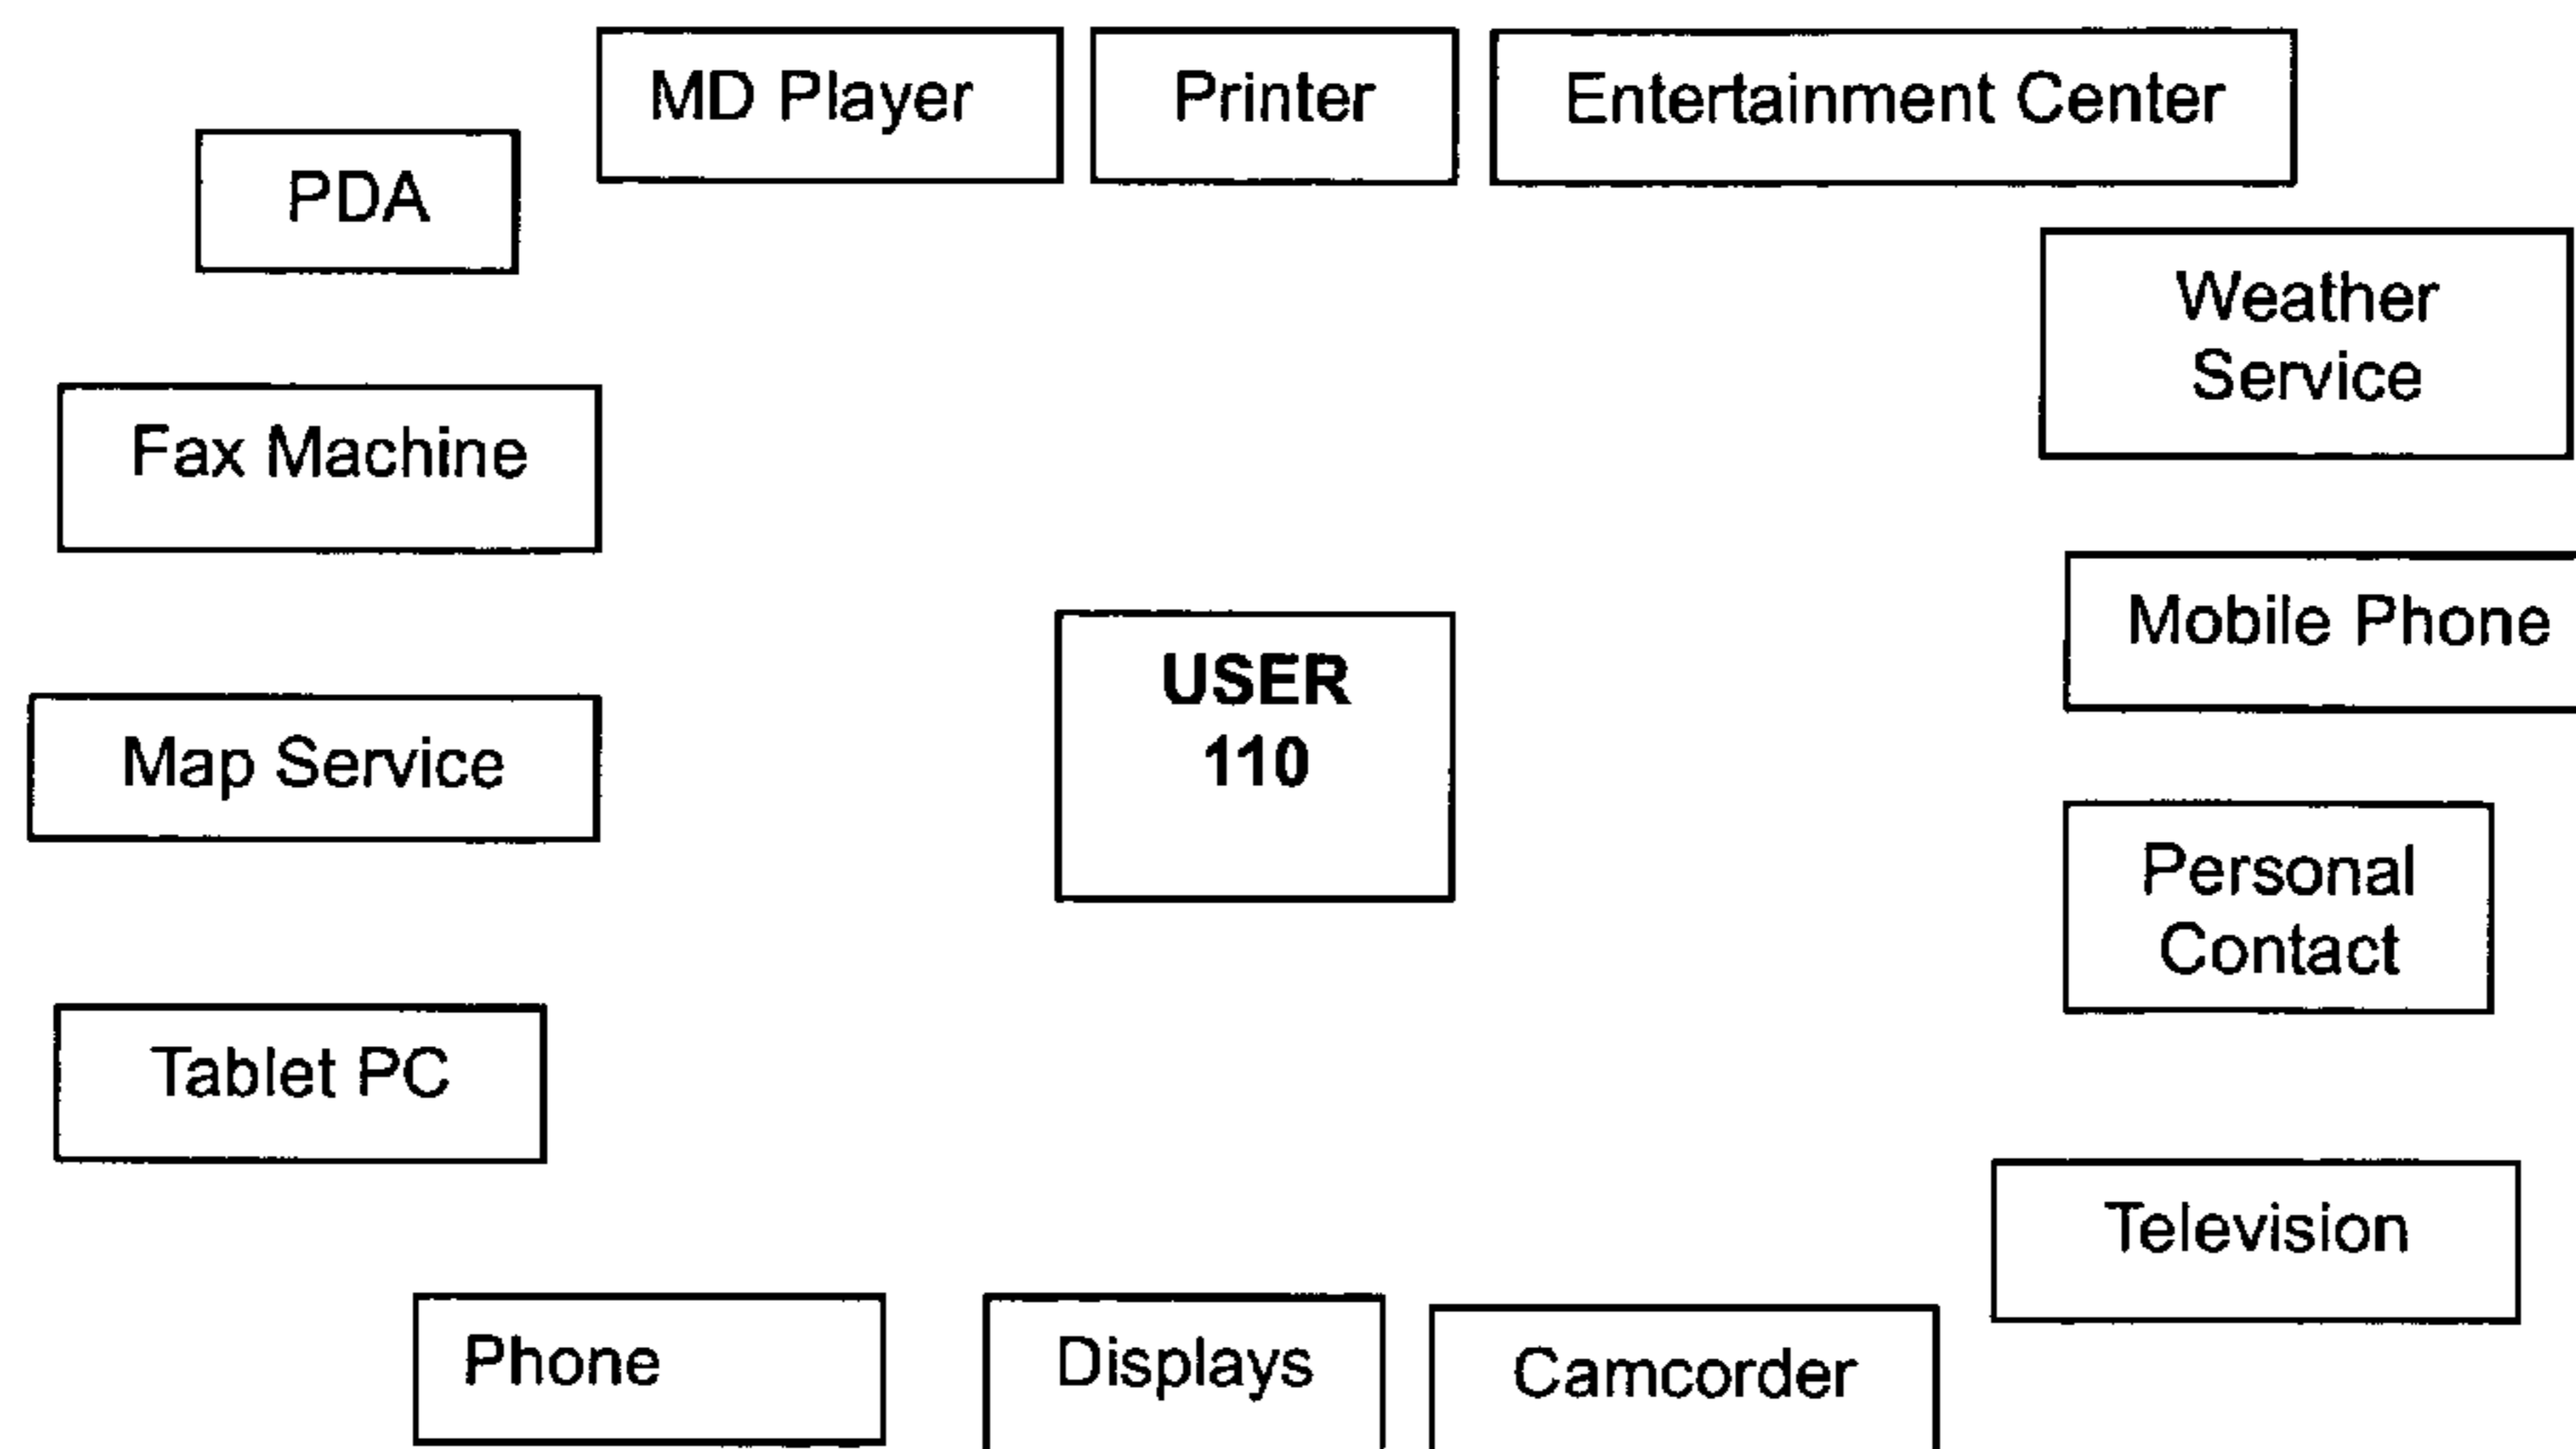 MD Player
Printer
Entertainment Center
PDA
Weather
Service
Fax Machine
Mobile Phone
USER
110
Map Service
Personal
Contact
Tablet PC
Television
Phone
Displays
Camcorder